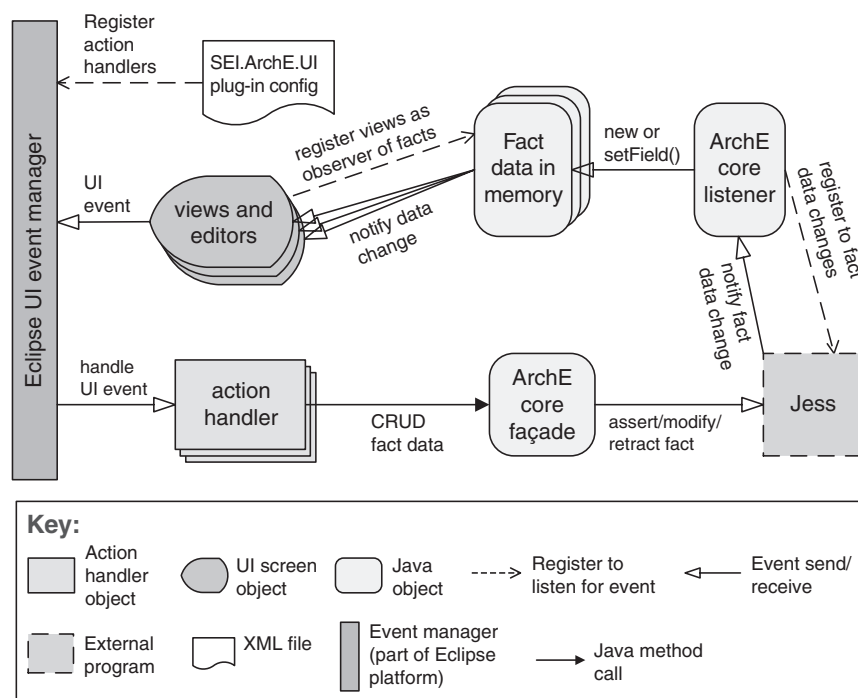 Register
action
handlers
SEI.ArchE.UI
plug-in config
Eclipse UI event manager
UI
event
views and
editors
register views as
observer of facts
notify data
change
Fact
data in
memory
new or
setField()
ArchE
core
listener
register to fact
data changes
notify fact
data change
handle
UI event
action
handler
CRUD
fact data
ArchE
core
façade
assert/modify/
retract fact
Jess
Key:
Action
handler
object
UI screen
object
Java
object
Register to
listen for event
Event send/
receive
External
program
XML file
Event manager
(part of Eclipse
platform)
Java method
call